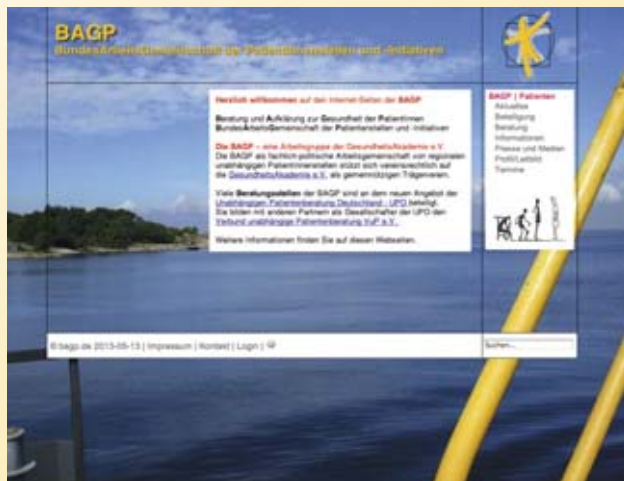 BAGP
BundesArbeitsGemeinschaft der PatientInnenstellen und -Initiativen
Herzlich willkommen auf den Internet-Seiten der BAGP
Beratung und Aufklärung zur Gesundheit der PatientInnen
BundesArbeitsGemeinschaft der Patientenstellen und -Initiativen
Die BAGP – eine Arbeitsgruppe der GesundheitsAkademie e.V.
Die BAGP als fachlich-politische Arbeitsgemeinschaft von regionalen
unabhängigen PatientInnenstellen stützt sich vereinsrechtlich auf
die GesundheitsAkademie e.V. als gemeinnützigen Trägerverein.
Viele Beratungsstellen der BAGP sind an dem neuen Angebot der
Unabhängigen Patientenberatung Deutschland - UPD beteiligt.
Sie bilden mit anderen Partnern als Gesellschafter der UPD den
Verbund unabhängige Patientenberatung VuP e.V.
Weitere Informationen finden Sie auf diesen Webseiten.
BAGP | Patienten
Aktuelles
Beteiligung
Beratung
Informationen
Presse und Medien
Profil/Leitbild
Termine
© bagp.de 2013-05-13 | Impressum | Kontakt | Login |
Suchen...